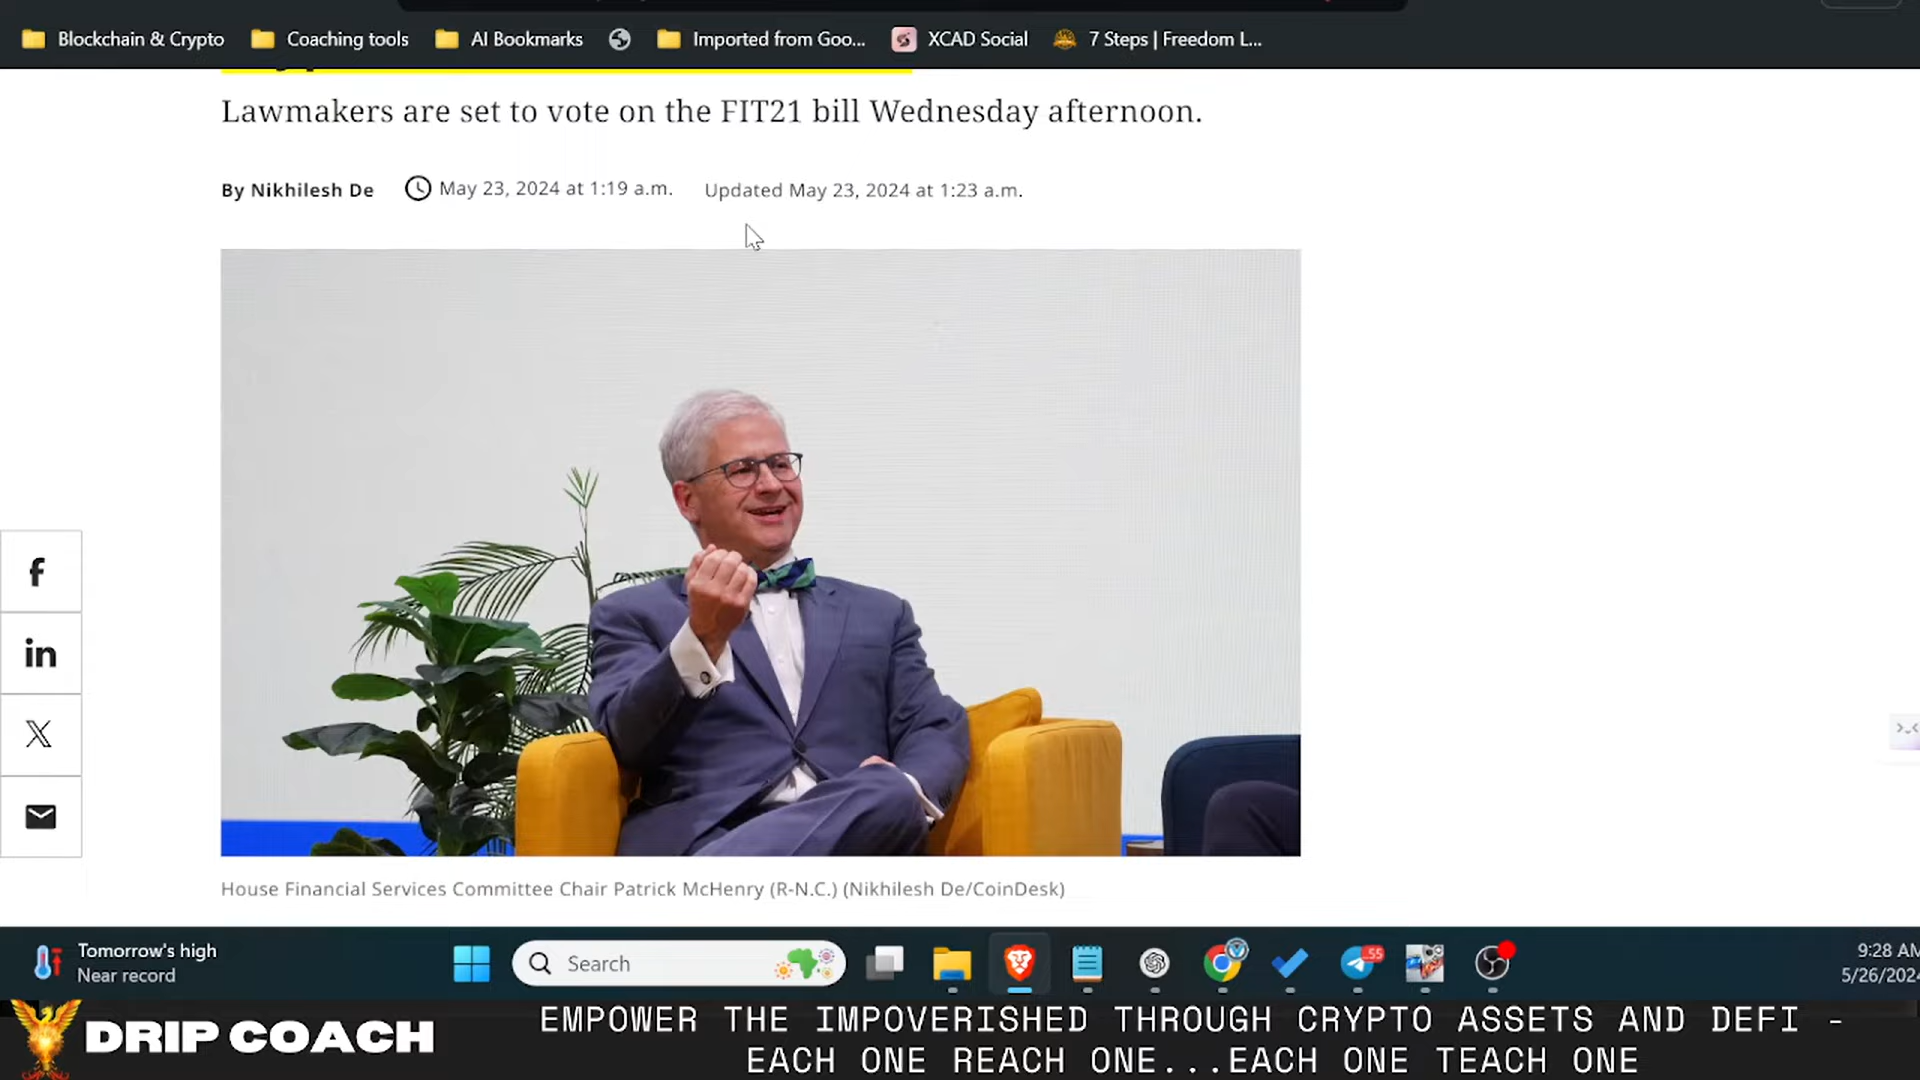 Blockchain & Crypto
Coaching tools
AI Bookmarks
Imported from Goo...
XCAD Social
7 Steps | Freedom L...
Lawmakers are set to vote on the FIT21 bill Wednesday afternoon.
By Nikhilesh De
May 23, 2024 at 1:19 a.m.
Updated May 23, 2024 at 1:23 a.m.
f
in
X
House Financial Services Committee Chair Patrick McHenry (R-N.C.) (Nikhilesh De/CoinDesk)
Tomorrow's high
Near record
Search
55
9:28 AM
5/26/2024
DRIP COACH
EMPOWER THE IMPOVERISHED THROUGH CRYPTO ASSETS AND DEFI -
EACH ONE REACH ONE...EACH ONE TEACH ONE